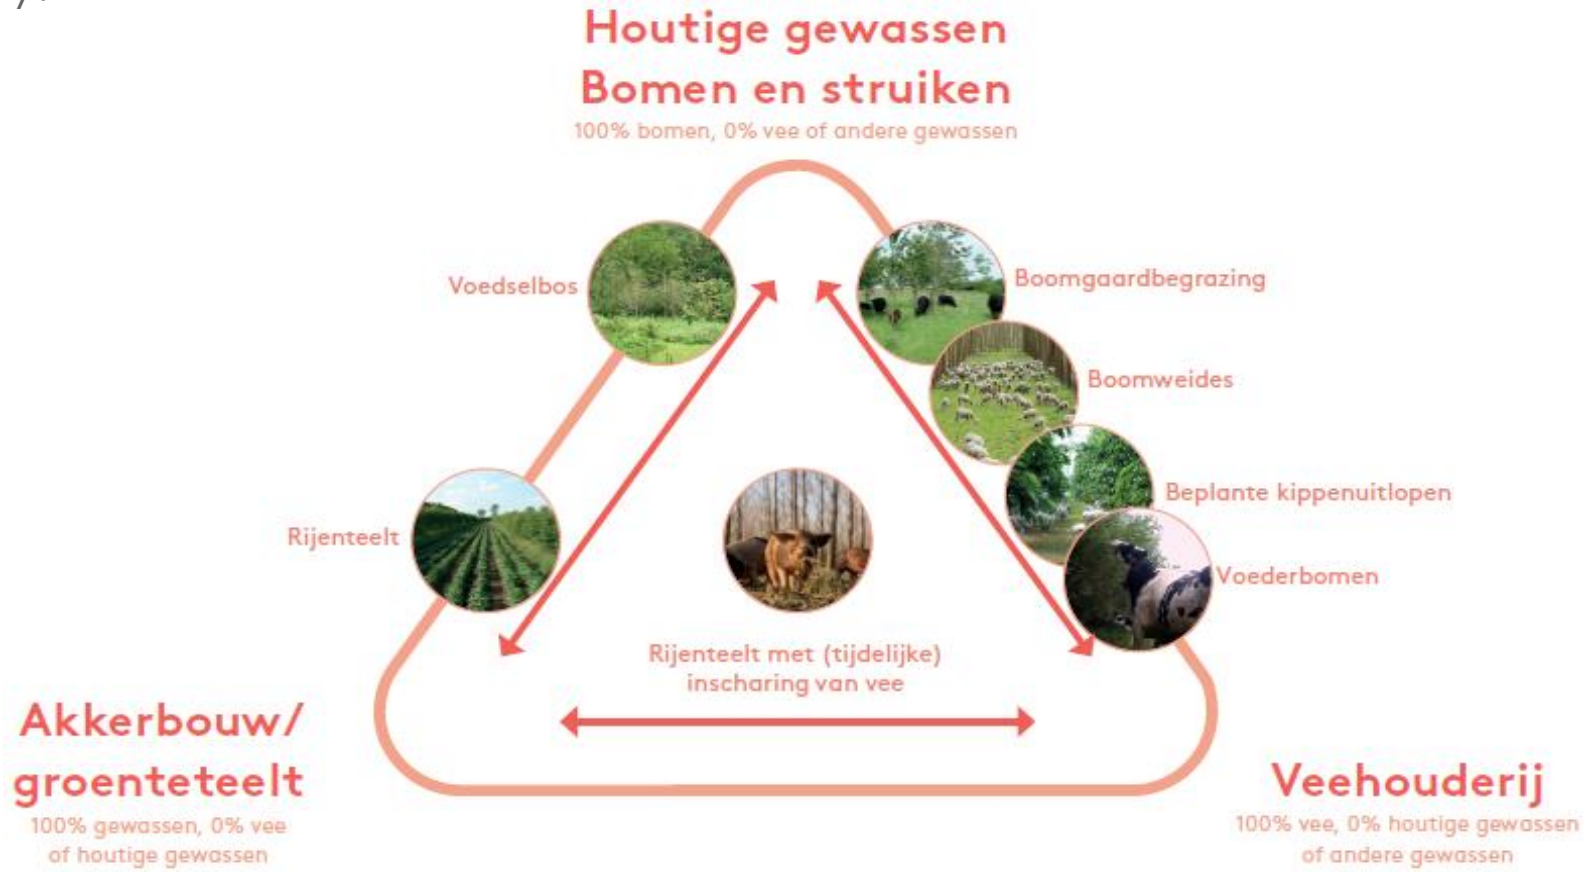 Houtige gewassen
Bomen en struiken
100% bomen, 0% vee of andere gewassen
Voedselbos
Boomgaardbegrazing
Boomweides
Beplante kippenuitlopen
Rijenteelt
Voederbomen
Rijenteelt met (tijdelijke)
inscharing van vee
Akkerbouw/
groenteteelt
100% gewassen, 0% vee
of houtige gewassen
Veehouderij
100% vee, 0% houtige gewassen
of andere gewassen